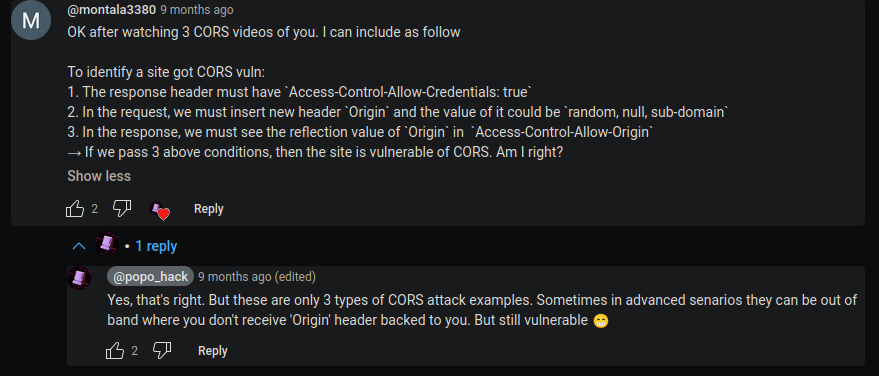 M
@montala3380 9 months ago
OK after watching 3 CORS videos of you. I can include as follow
To identify a site got CORS vuln:
1. The response header must have `Access-Control-Allow-Credentials: true`
2. In the request, we must insert new header `Origin` and the value of it could be `random, null, sub-domain`
3. In the response, we must see the reflection value of `Origin` in `Access-Control-Allow-Origin`
→ If we pass 3 above conditions, then the site is vulnerable of CORS. Am I right?
Show less
2 Reply
• 1 reply
@popo_hack 9 months ago (edited)
Yes, that's right. But these are only 3 types of CORS attack examples. Sometimes in advanced senarios they can be out of
band where you don't receive 'Origin' header backed to you. But still vulnerable 😁
2 Reply